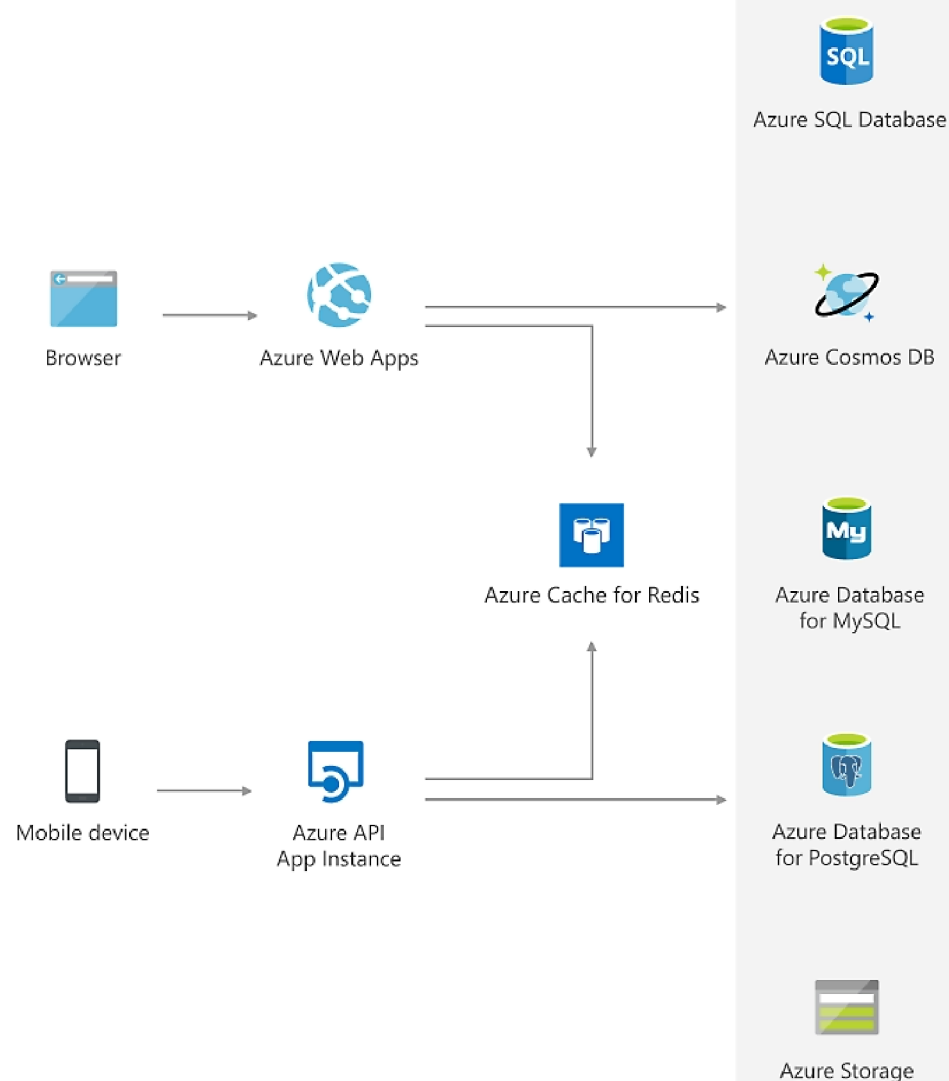 SQL
Azure SQL Database
Browser
Azure Web Apps
Azure Cosmos DB
Azure Cache for Redis
My
Azure Database
for MySQL
Mobile device
Azure API
App Instance
Azure Database
for PostgreSQL
Azure Storage